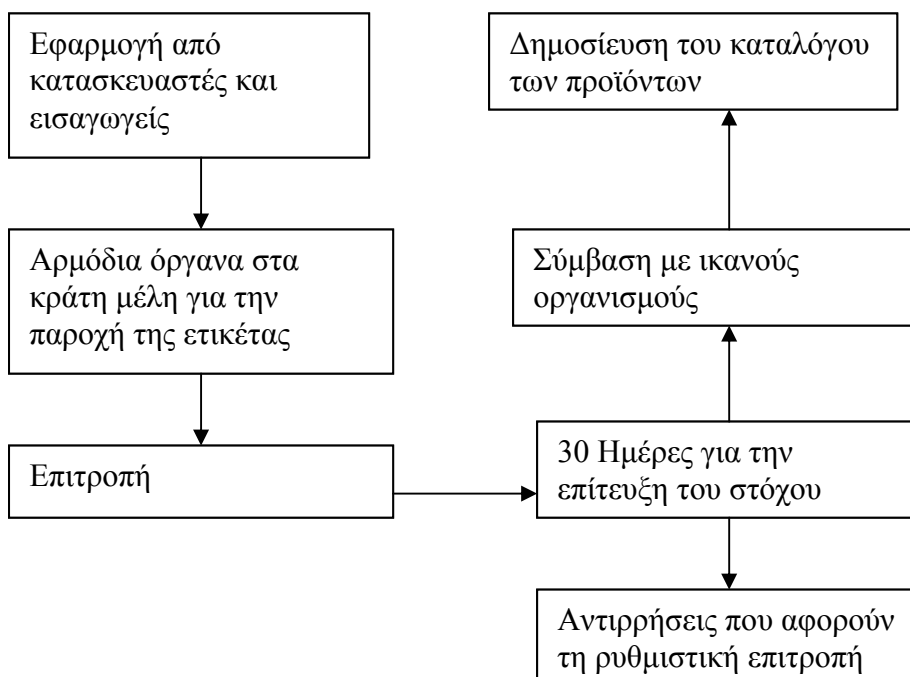 Εφαρμογή από
κατασκευαστές και
εισαγωγείς
Αρμόδια όργανα στα
κράτη μέλη για την
παροχή της ετικέτας
Επιτροπή
30 Ημέρες για την
επίτευξη του στόχου
Σύμβαση με ικανούς
οργανισμούς
Δημοσίευση του καταλόγου
των προϊόντων
Αντιρρήσεις που αφορούν
τη ρυθμιστική επιτροπή